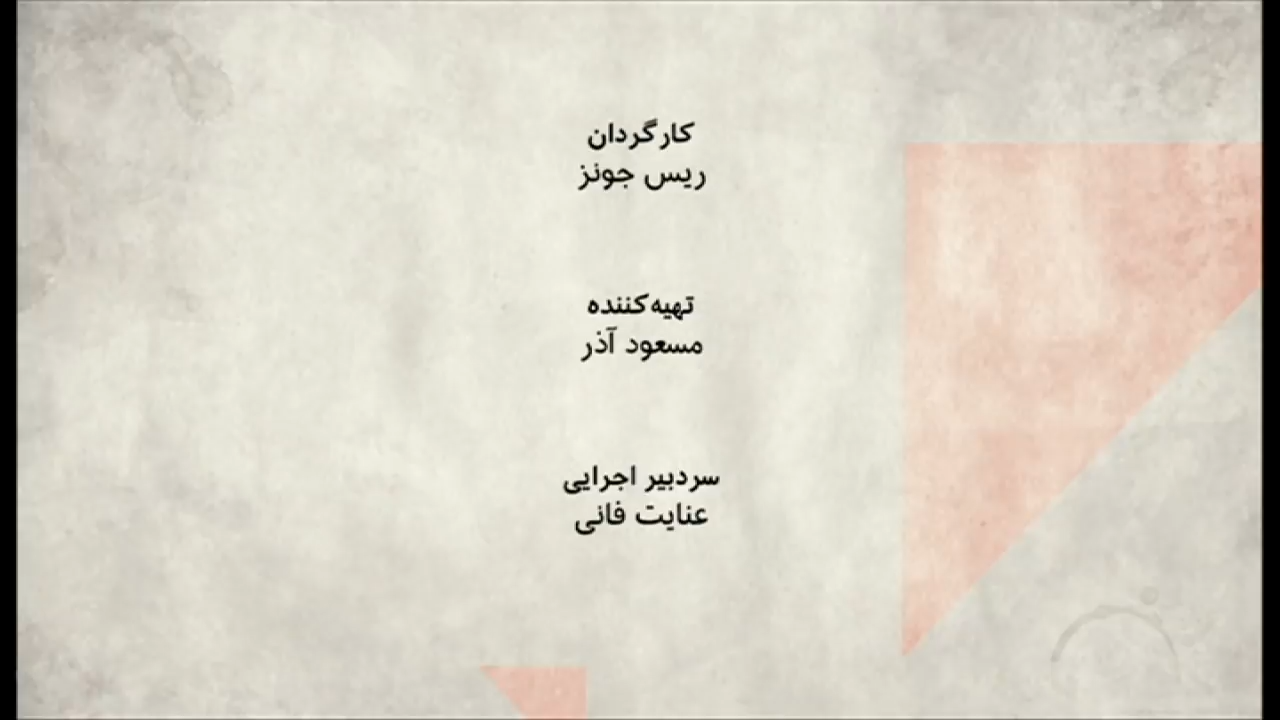 کارگردان
ریس جونز
تهیه‌کننده
مسعود آذر
سردبیر اجرایی
عنایت فانی